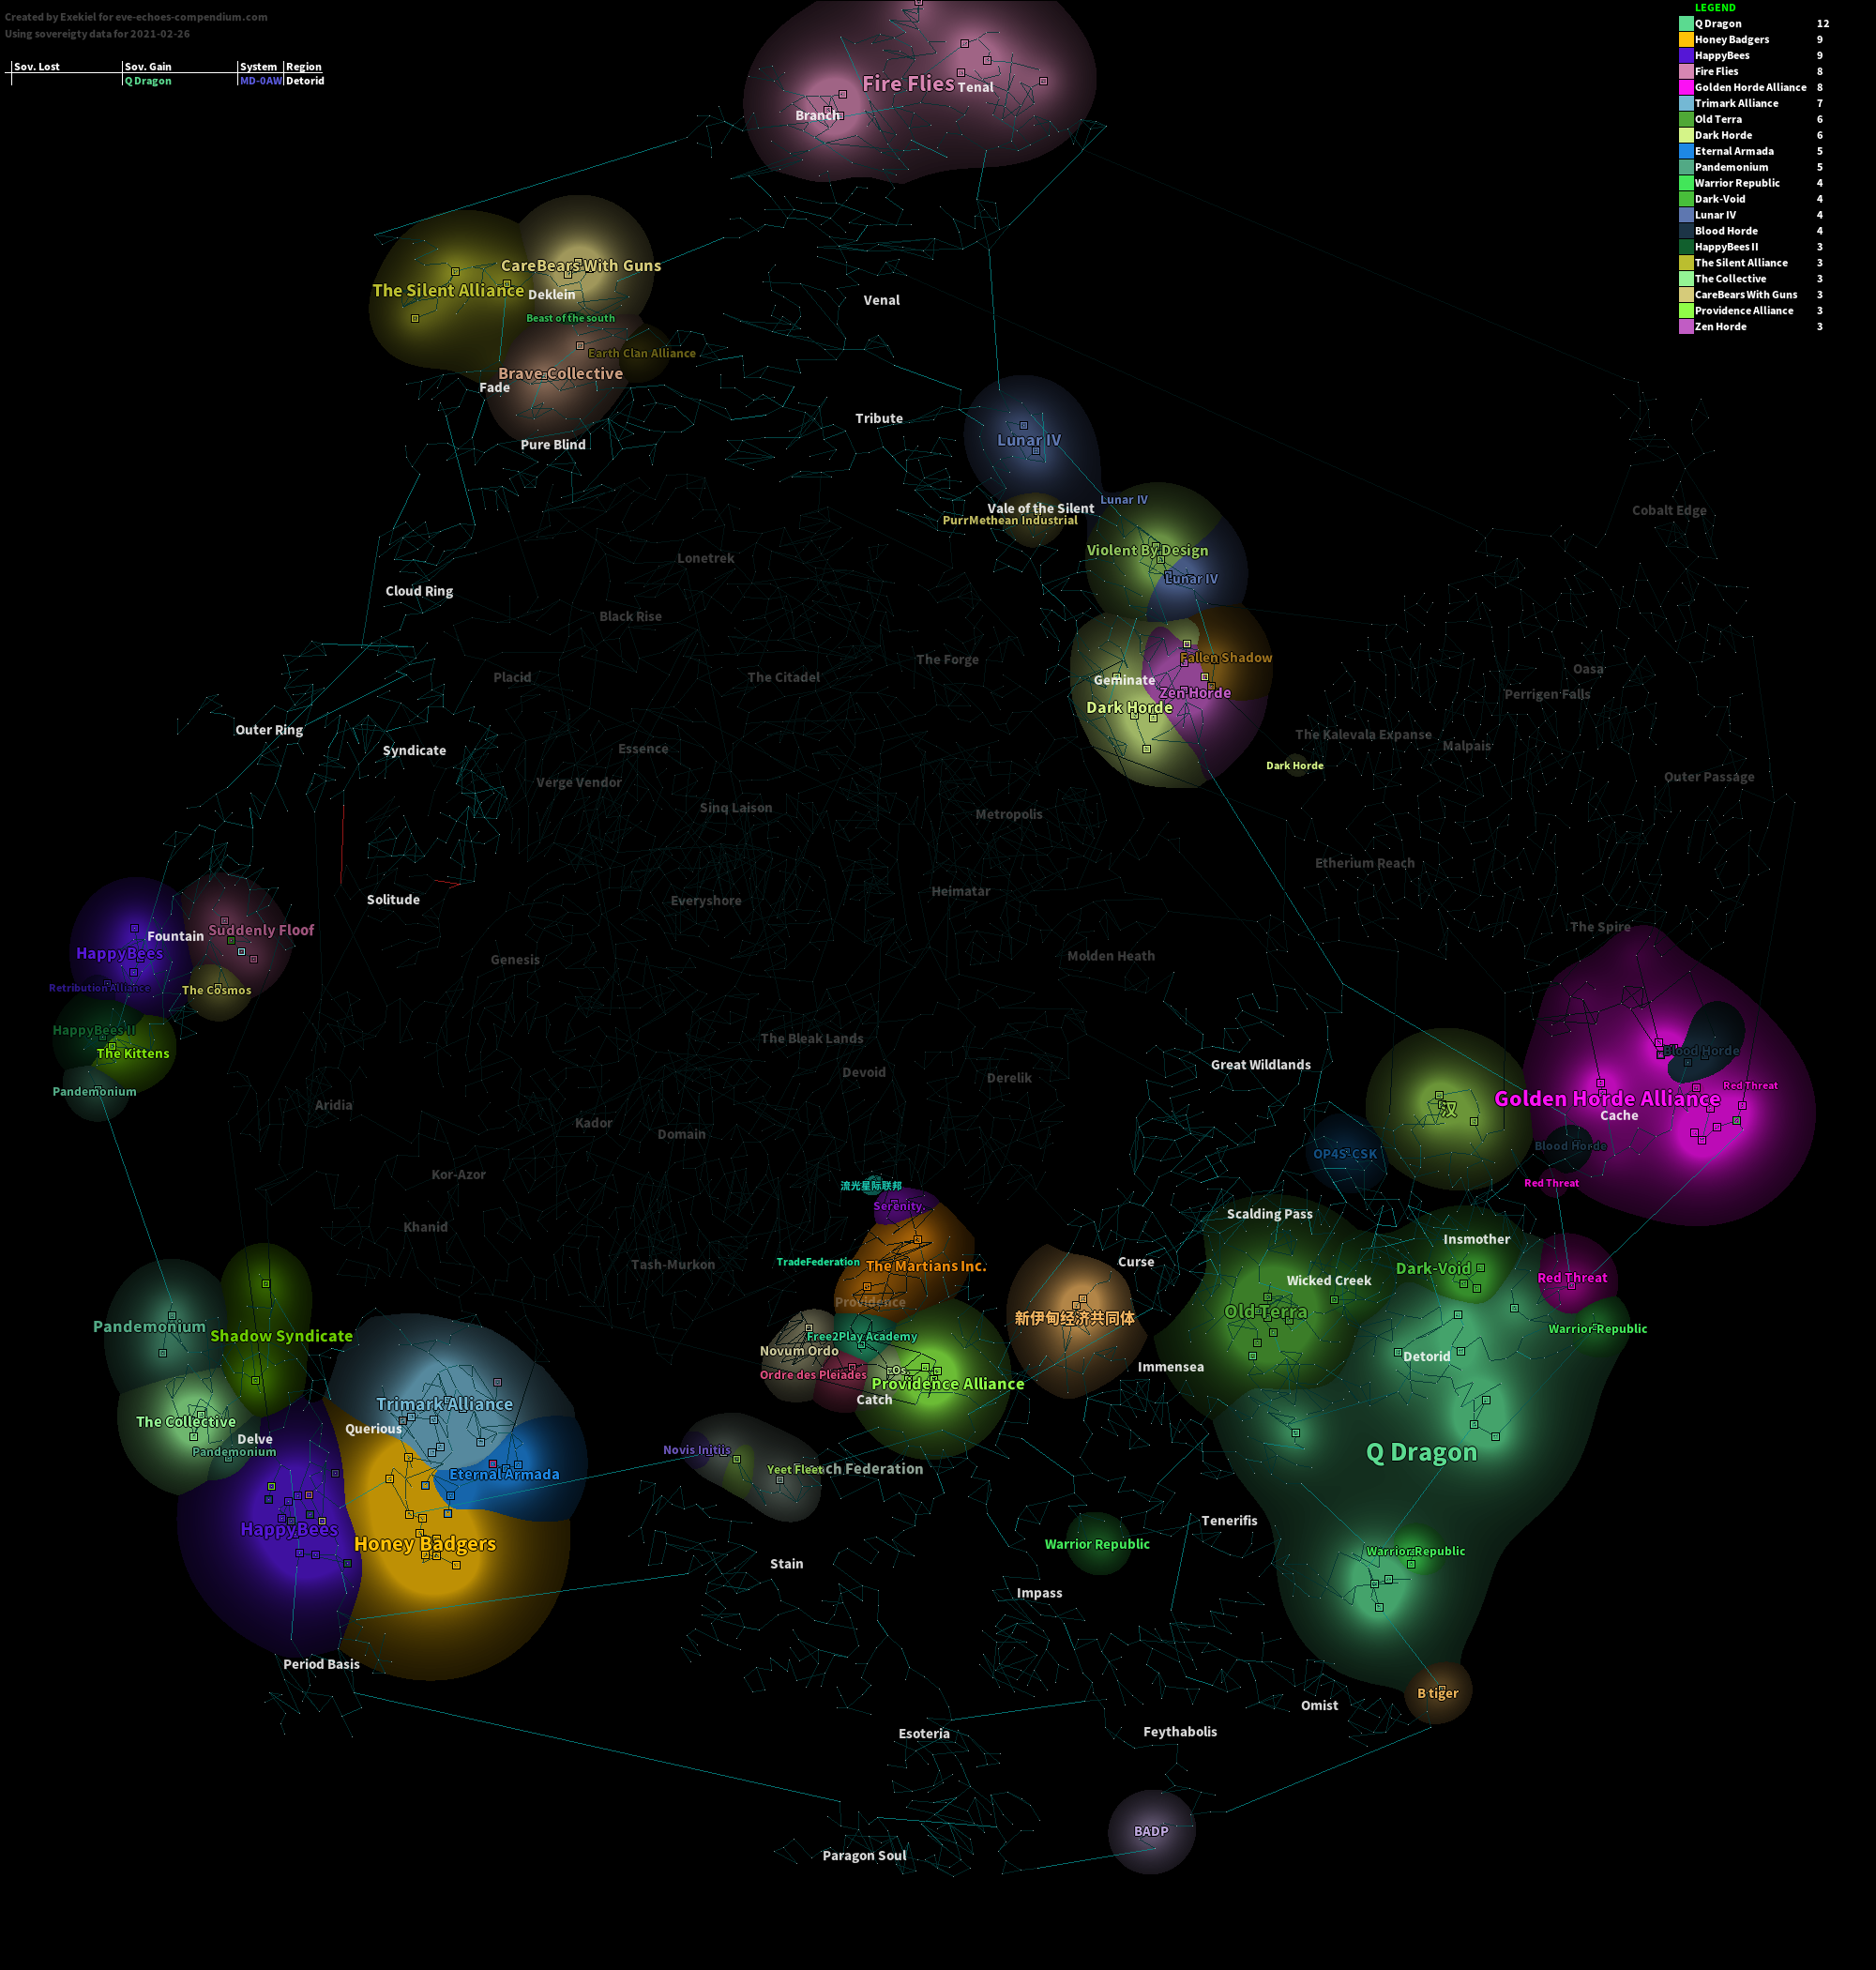 Created by Exekiel for eve-echoes-compendium.com
Using sovereigty data for 2021-02-26
Sov. Lost Sov. Gain System Region
Q Dragon MD-0AW Detorid
LEGEND
Q Dragon 12
Honey Badgers 9
HappyBees 9
Fire Flies 8
Golden Horde Alliance 8
Trimark Alliance 7
Old Terra 6
Dark Horde 6
Eternal Armada 5
Pandemonium 5
Warrior Republic 4
Dark-Void 4
Lunar IV 4
Blood Horde 4
HappyBees II 3
The Silent Alliance 3
The Collective 3
CareBears With Guns 3
Providence Alliance 3
Zen Horde 3
Fire Flies
Tenal
Branch
CareBears With Guns
The Silent Alliance
Deklein
Venal
Beast of the south
Earth Clan Alliance
Brave Collective
Fade
Tribute
Pure Blind
Lunar IV
Lunar IV
Vale of the Silent
PurrMethean Industrial
Cobalt Edge
Violent By Design
Lonetrek
Lunar IV
Cloud Ring
Black Rise
The Forge
Fallen Shadow
Oasa
Placid
The Citadel
Geminate
Zen Horde
Perrigen Falls
Dark Horde
Outer Ring
The Kalevala Expanse
Syndicate
Essence
Malpais
Dark Horde
Outer Passage
Verge Vendor
Sinq Laison
Metropolis
Etherium Reach
Heimatar
Solitude
Everyshore
The Spire
Suddenly Floof
Fountain
HappyBees
Genesis
Molden Heath
Retribution Alliance
The Cosmos
HappyBees II
The Bleak Lands
Blood Horde
The Kittens
Great Wildlands
Devoid
Derelik
Red Threat
Pandemonium
Golden Horde Alliance
Aridia
汉
Cache
Kador
Domain
Blood Horde
OP4S-CSK
Kor-Azor
Red Threat
流光星际联邦
Serenity.
Scalding Pass
Khanid
Insmother
TradeFederation
Curse
Tash-Murkon
The Martians Inc.
Dark-Void
Red Threat
Wicked Creek
Providence
Old Terra
新伊甸经济共同体
Pandemonium
Shadow Syndicate
Free2Play Academy
Warrior Republic
Novum Ordo
Detorid
Immensea
Ordre des Pleiades
Os.
Providence Alliance
Catch
Trimark Alliance
The Collective
Querious
Delve
Pandemonium
Novis Initiis
Q Dragon
Yeet Fleet
ch Federation
Eternal Armada
Tenerifis
HappyBees
Honey Badgers
Warrior Republic
Warrior Republic
Stain
Impass
Period Basis
B tiger
Omist
Esoteria
Feythabolis
BADP
Paragon Soul